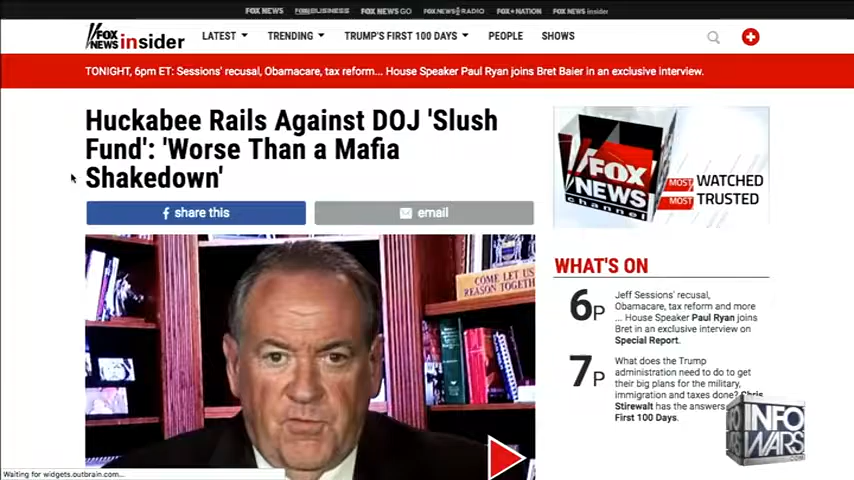 FOX NEWS FOX BUSINESS FOX NEWS GO FOX NEWS RADIO FOX NATION FOX NEWS insider
FOX NEWS insider
LATEST TRENDING TRUMP'S FIRST 100 DAYS PEOPLE SHOWS
TONIGHT, 6pm ET: Sessions' recusal, Obamacare, tax reform... House Speaker Paul Ryan joins Bret Baier in an exclusive interview.
Huckabee Rails Against DOJ 'Slush
Fund': 'Worse Than a Mafia
Shakedown'
share this
email
COME LET US
REASON TOGETHER
FOX
NEWS
channel
MOST WATCHED
MOST TRUSTED
WHAT'S ON
6P
Jeff Sessions' recusal,
Obamacare, tax reform and more
... House Speaker Paul Ryan joins
Bret in an exclusive interview on
Special Report.
7P
What does the Trump
administration need to do to get
their big plans for the military,
immigration and taxes done? Chris
Stirewalt has the answers
First 100 Days.
INFO
WARS
.com
Waiting for widgets.outbrain.com...